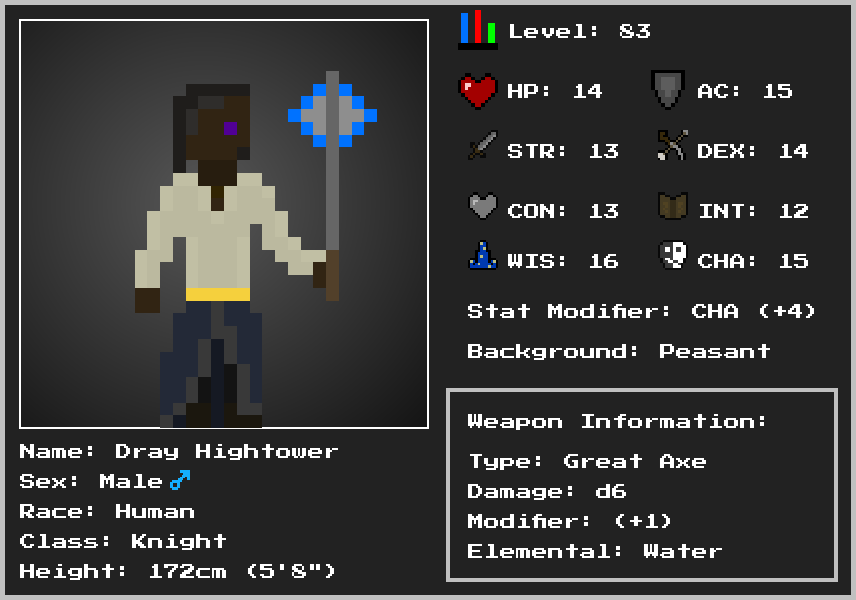 Level: 83
HP: 14 AC: 15
STR: 13 DEX: 14
CON: 13 INT: 12
WIS: 16 CHA: 15
Stat Modifier: CHA (+4)
Background: Peasant
Weapon Information:
Type: Great Axe
Damage: d6
Modifier: (+1)
Elemental: Water
Name: Dray Hightower
Sex: Male♂
Race: Human
Class: Knight
Height: 172cm (5'8")